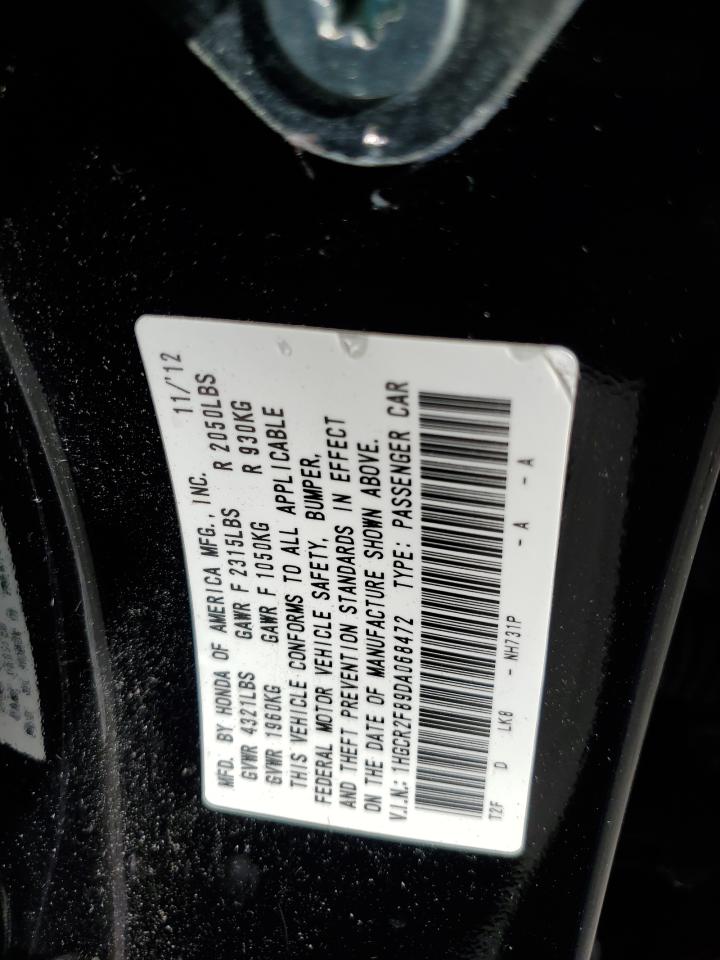 MFD. BY HONDA OF AMERICA MFG., INC. 11/'12
GVWR 4321LBS GAWR F 2315LBS R 2050LBS
GVWR 1960KG GAWR F 1050KG R 930KG
THIS VEHICLE CONFORMS TO ALL APPLICABLE
FEDERAL MOTOR VEHICLE SAFETY, BUMPER,
AND THEFT PREVENTION STANDARDS IN EFFECT
ON THE DATE OF MANUFACTURE SHOWN ABOVE.
V.I.N.: 1HGCR2F89DA068472 TYPE: PASSENGER CAR
T2F D LK8 - NH731P - A - A